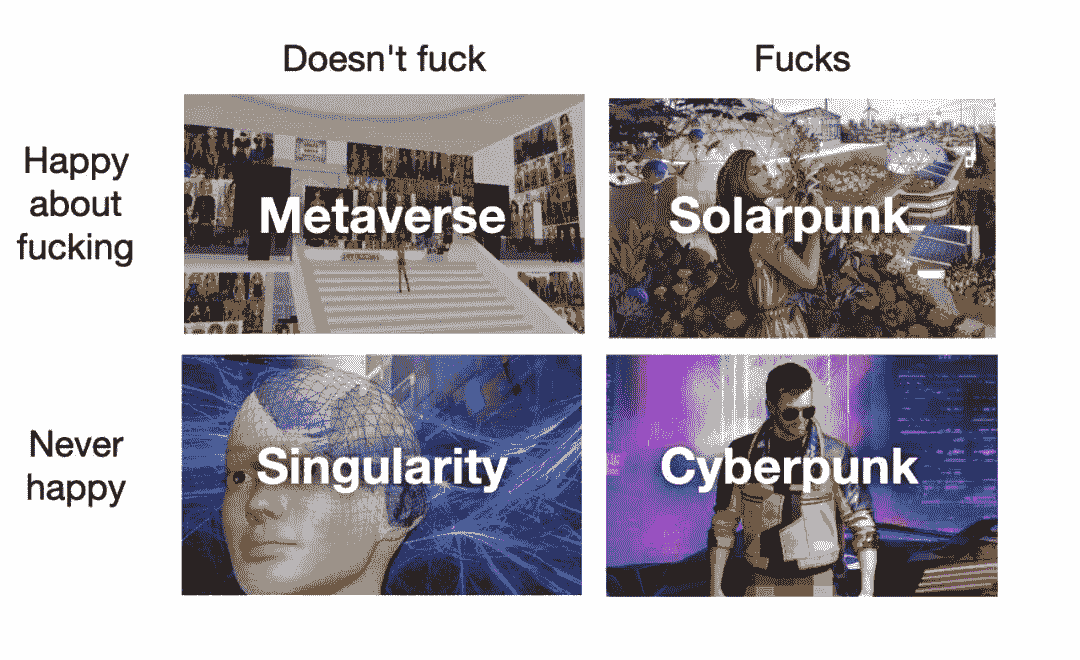 Doesn't fuck
Fucks
Happy
about
fucking
Metaverse
Solarpunk
Never
happy
Singularity
Cyberpunk